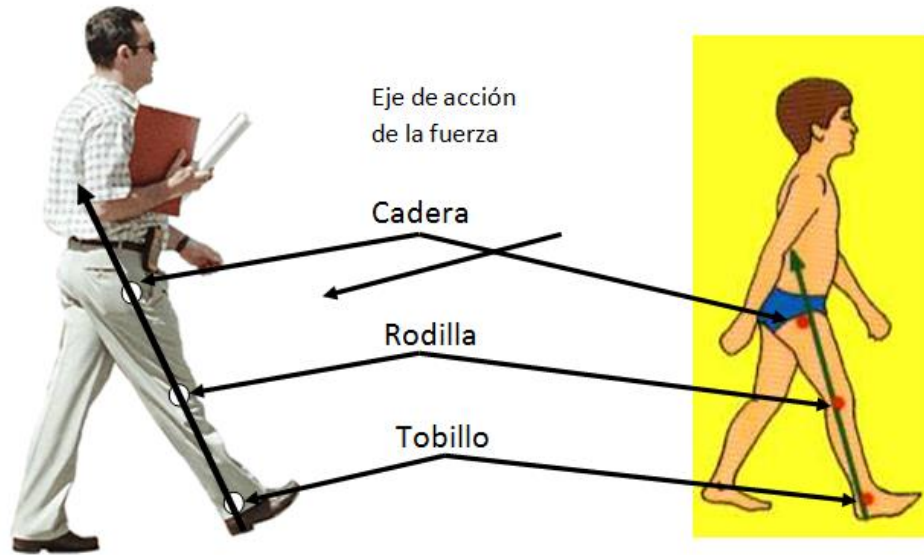 Eje de acción
de la fuerza
Cadera
Rodilla
Tobillo